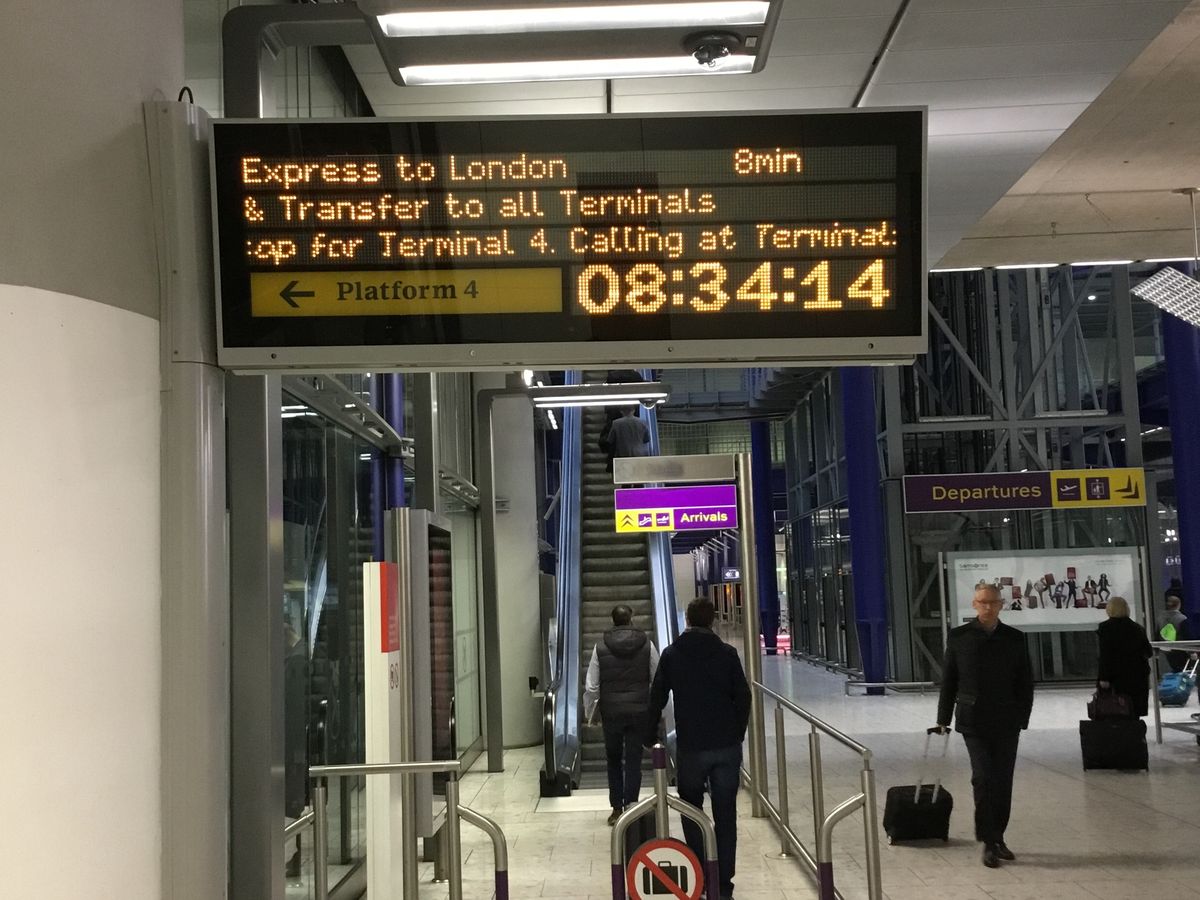 Express to London 8min
& Transfer to all Terminals
op for Terminal 4. Calling at Terminal
Platform 4 08:34:14
Arrivals
Departures
Samsonite